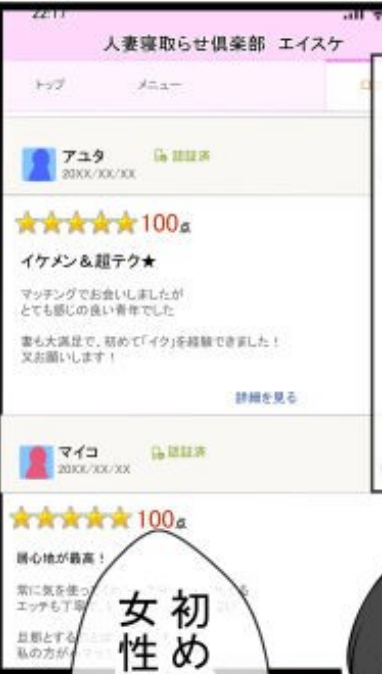 22:17
人妻寝取らせ倶楽部 エイスケ
トップ
メニュー
アユタ
認証済
20XX/XX/XX
100点
イケメン&超テク★
マッチングでお会いしましたが
とても感じの良い青年でした
妻も大満足で、初めて「イク」を経験できました!
又お願いします!
詳細を見る
マイコ
認証済
20XX/XX/XX
100点
居心地が最高!
常に気を使っ
エッチも丁寧
旦那とする
私の方が
初め
女性